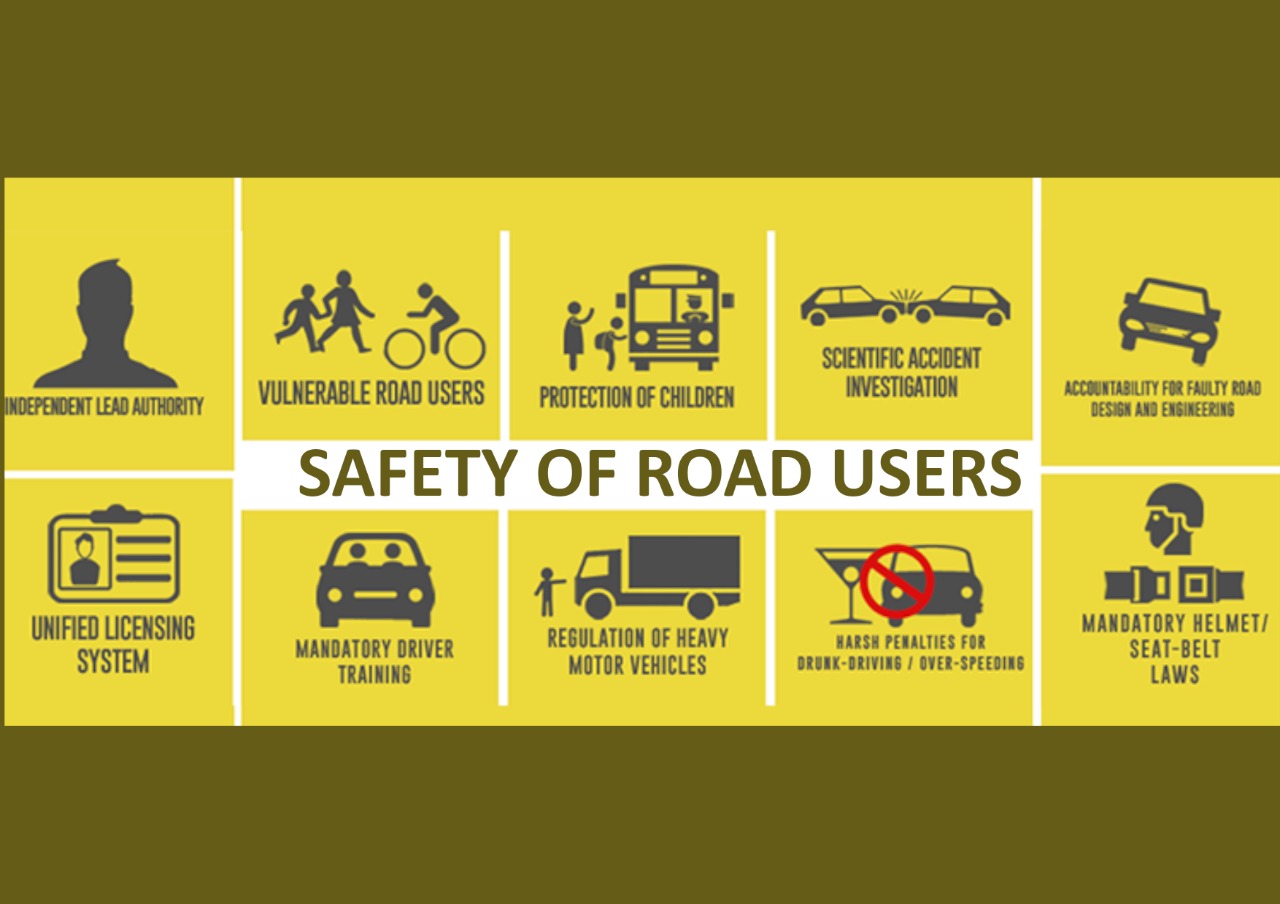 INDEPENDENT LEAD AUTHORITY
VULNERABLE ROAD USERS
PROTECTION OF CHILDREN
SCIENTIFIC ACCIDENT
INVESTIGATION
ACCOUNTABILITY FOR FAULTY ROAD
DESIGN AND ENGINEERING
SAFETY OF ROAD USERS
UNIFIED LICENSING
SYSTEM
MANDATORY DRIVER
TRAINING
REGULATION OF HEAVY
MOTOR VEHICLES
HARSH PENALTIES FOR
DRUNK-DRIVING / OVER-SPEEDING
MANDATORY HELMET/
SEAT-BELT
LAWS